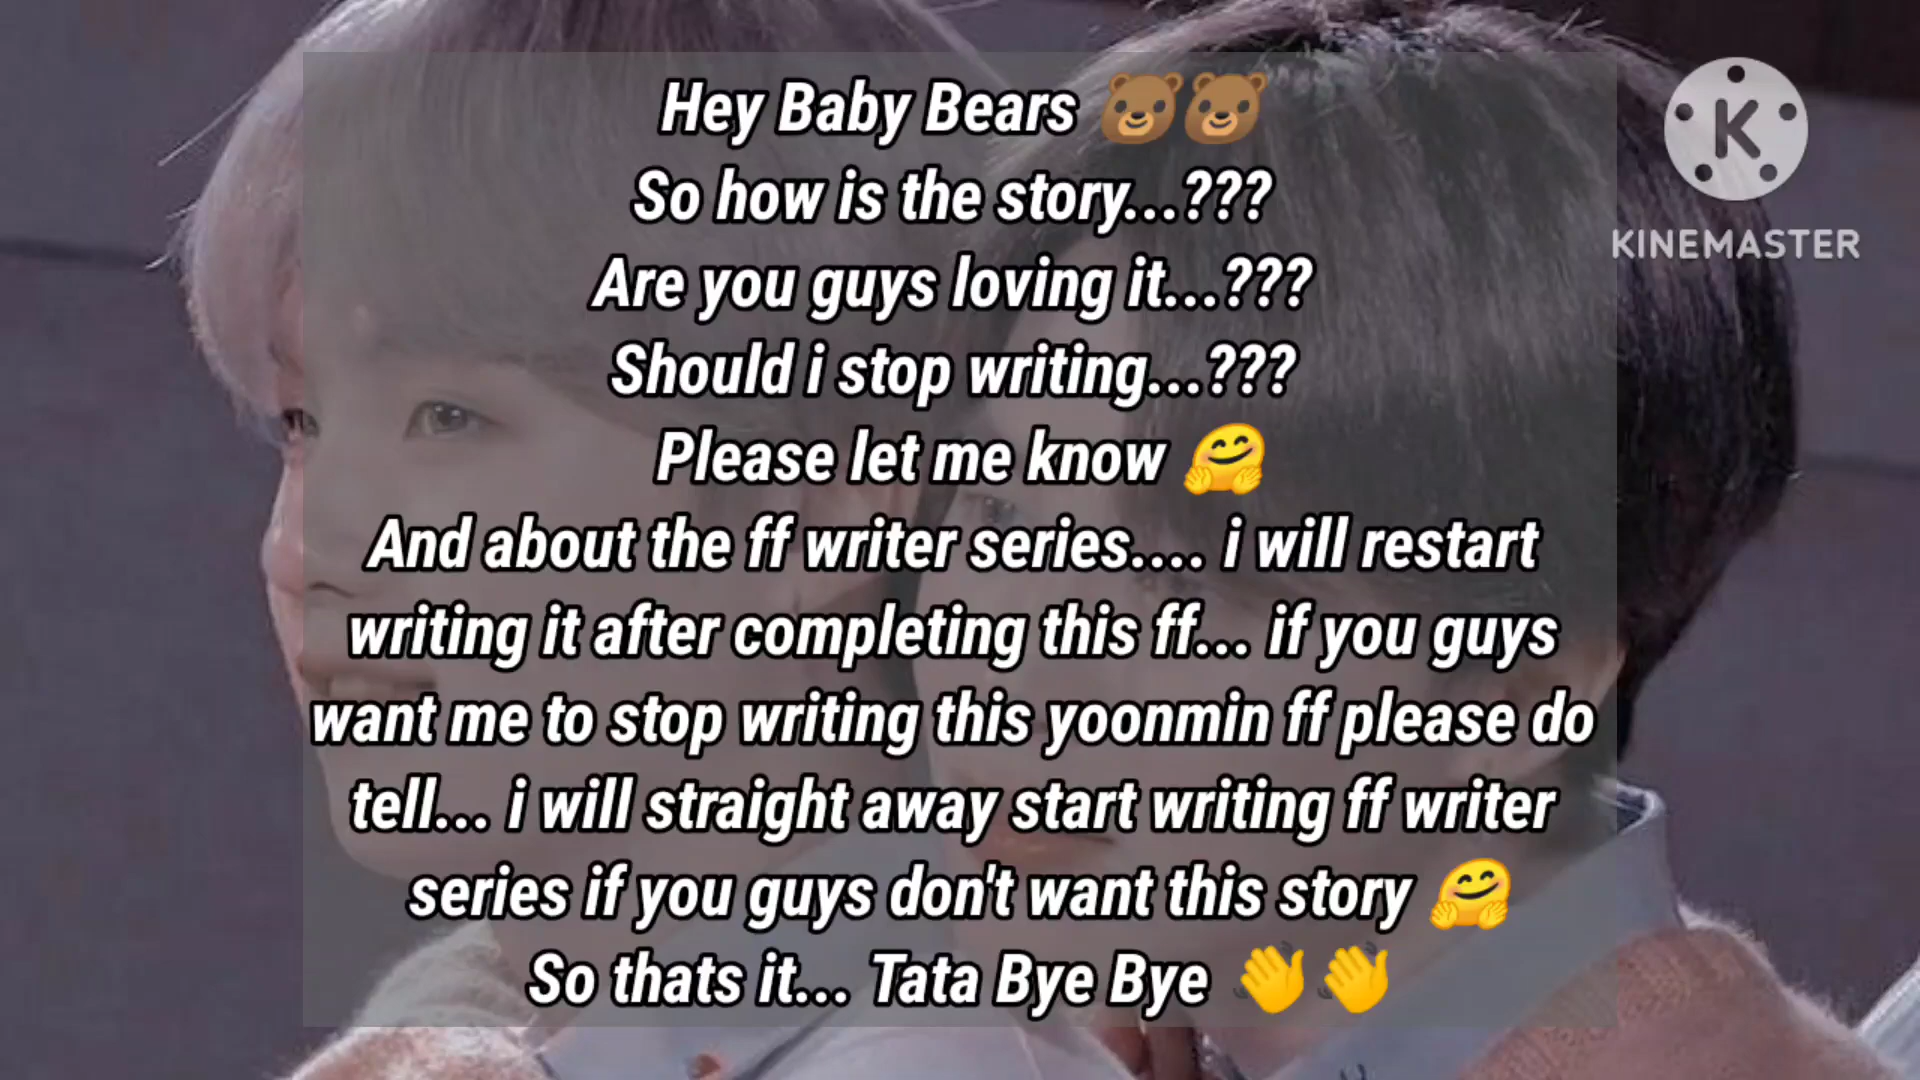 Hey Baby Bears 🐻🐻
So how is the story...???
Are you guys loving it...???
Should i stop writing...???
Please let me know 🤗
And about the ff writer series.... i will restart
writing it after completing this ff... if you guys
want me to stop writing this yoonmin ff please do
tell... i will straight away start writing ff writer
series if you guys don't want this story 🤗
So thats it... Tata Bye Bye 👋👋
K
KINEMASTER